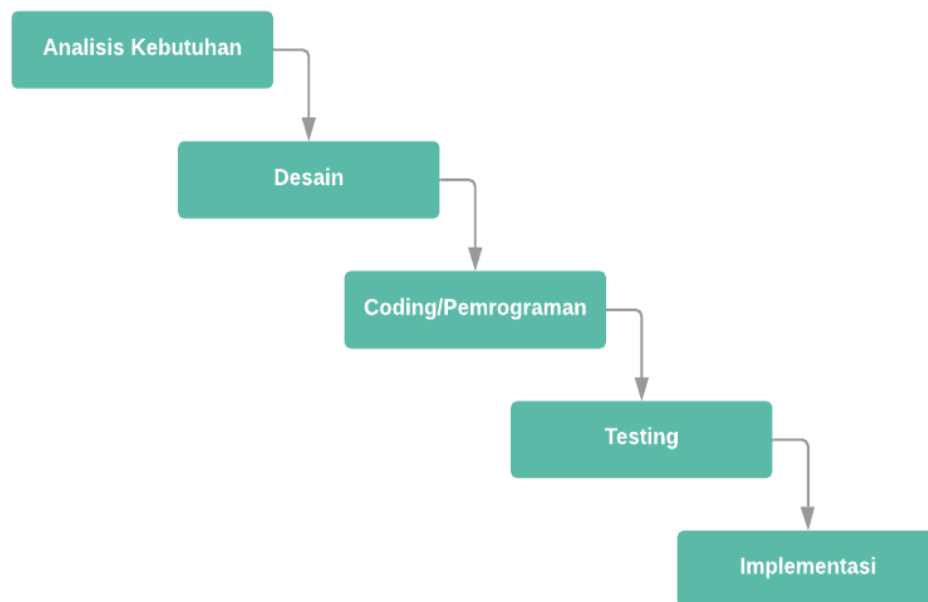 Analisis Kebutuhan
Desain
Coding/Pemrograman
Testing
Implementasi